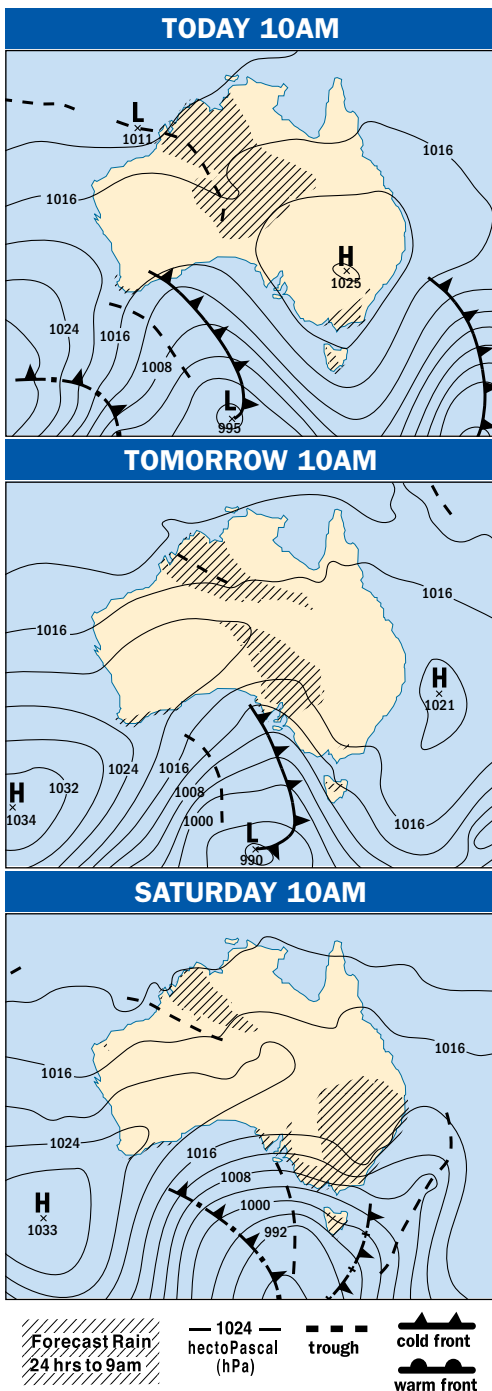 TODAY 10AM
L
1011
1016
1016
H
1025
1024
1016
1008
L
995
TOMORROW 10AM
1016
1016
H
1021
1024
1016
1032
H
1034
1008
1000
1016
L
990
SATURDAY 10AM
1016
1016
1024
1016
1008
H
1033
1000
992
Forecast Rain
24 hrs to 9am
1024
hectoPascal
(hPa)
trough
cold front
warm front